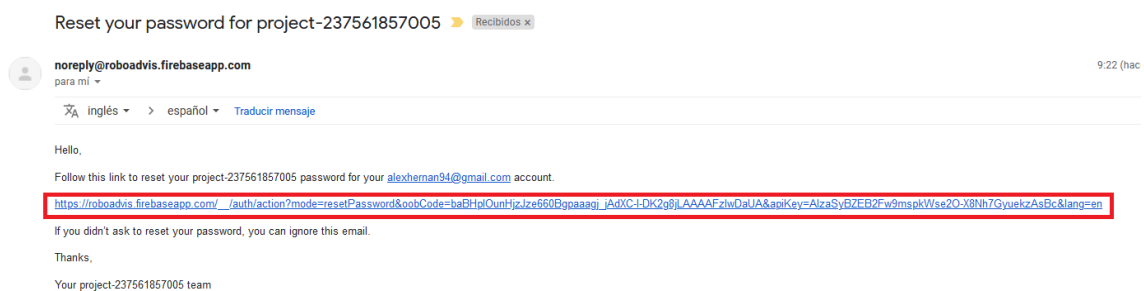 Reset your password for project-237561857005 Recibidos x
noreply@roboadvis.firebaseapp.com 9:22 (hac
para mí
inglés > español Traducir mensaje
Hello,
Follow this link to reset your project-237561857005 password for your alexhernan94@gmail.com account.
https://roboadvis.firebaseapp.com/__/auth/action?mode=resetPassword&oobCode=baBHpIOunHjzJze660Bgpaaagj_jAdXC-I-DK2g8jLAAAAFzIwDaUA&apiKey=AIzaSyBZEB2Fw9mspkWse2O-X8Nh7GyuekzAsBc&lang=en
If you didn't ask to reset your password, you can ignore this email.
Thanks,
Your project-237561857005 team